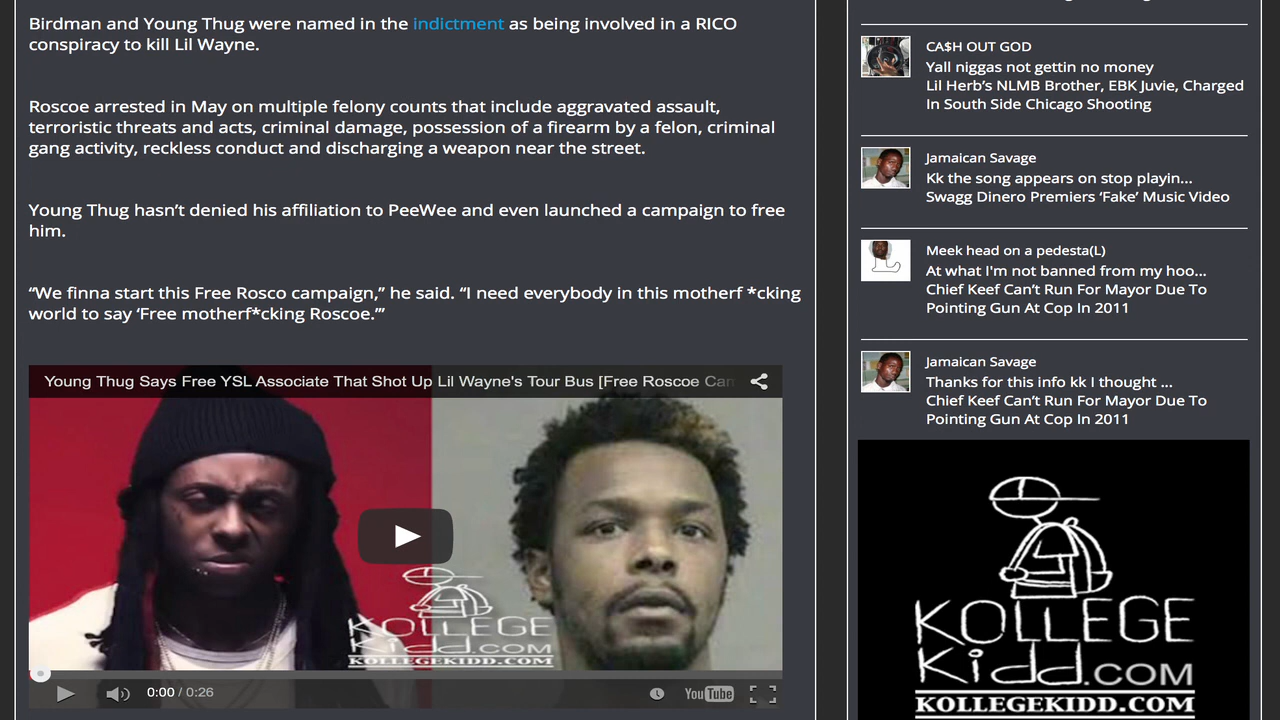 Birdman and Young Thug were named in the indictment as being involved in a RICO
conspiracy to kill Lil Wayne.
Roscoe arrested in May on multiple felony counts that include aggravated assault,
terroristic threats and acts, criminal damage, possession of a firearm by a felon, criminal
gang activity, reckless conduct and discharging a weapon near the street.
Young Thug hasn’t denied his affiliation to PeeWee and even launched a campaign to free
him.
“We finna start this Free Rosco campaign,” he said. “I need everybody in this motherf *cking
world to say ‘Free motherf*cking Roscoe.’”
Young Thug Says Free YSL Associate That Shot Up Lil Wayne's Tour Bus [Free Roscoe Cam
KOLLEGE
Kidd.COM
KOLLEGEKIDD.COM
0:00 / 0:26
YouTube
CA$H OUT GOD
Yall niggas not gettin no money
Lil Herb’s NLMB Brother, EBK Juvie, Charged
In South Side Chicago Shooting
Jamaican Savage
Kk the song appears on stop playin...
Swagg Dinero Premiers ‘Fake’ Music Video
Meek head on a pedesta(L)
At what I'm not banned from my hoo...
Chief Keef Can’t Run For Mayor Due To
Pointing Gun At Cop In 2011
Jamaican Savage
Thanks for this info kk I thought ...
Chief Keef Can’t Run For Mayor Due To
Pointing Gun At Cop In 2011
KOLLEGE
Kidd.COM
KOLLEGEKIDD.COM